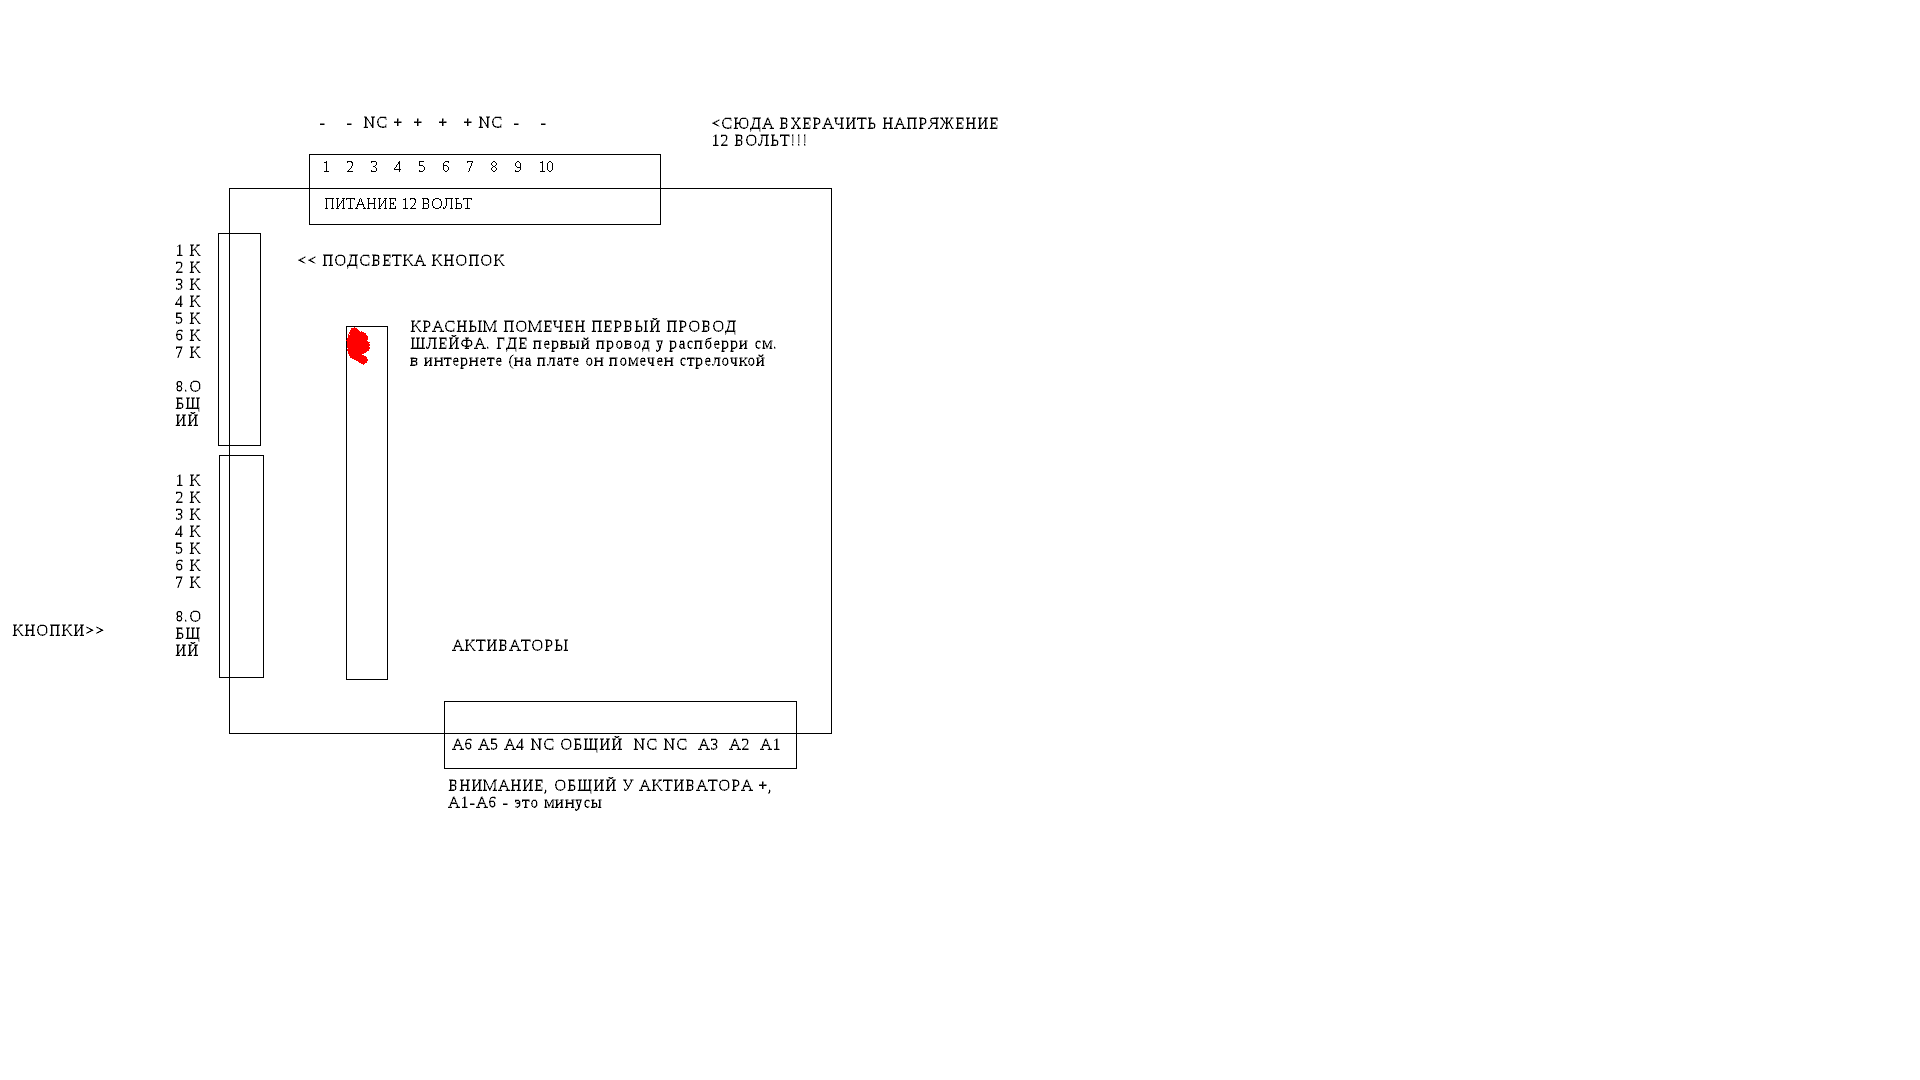 -    -  NC +  +   +   + NC  -    -
<СЮДА ВХЕРАЧИТЬ НАПРЯЖЕНИЕ
12 ВОЛЬТ!!!
1   2   3   4   5   6   7   8   9   10
ПИТАНИЕ 12 ВОЛЬТ
<< ПОДСВЕТКА КНОПОК
1 К
2 К
3 К
4 К
5 К
6 К
7 К
8.О
БЩ
ИЙ
КРАСНЫМ ПОМЕЧЕН ПЕРВЫЙ ПРОВОД
ШЛЕЙФА. ГДЕ первый провод у распберри см.
в интернете (на плате он помечен стрелочкой
1 К
2 К
3 К
4 К
5 К
6 К
7 К
8.О
БЩ
ИЙ
КНОПКИ>>
АКТИВАТОРЫ
А6 А5 А4 NC ОБЩИЙ  NC NC  А3  А2  А1
ВНИМАНИЕ, ОБЩИЙ У АКТИВАТОРА +,
А1-А6 - это минусы